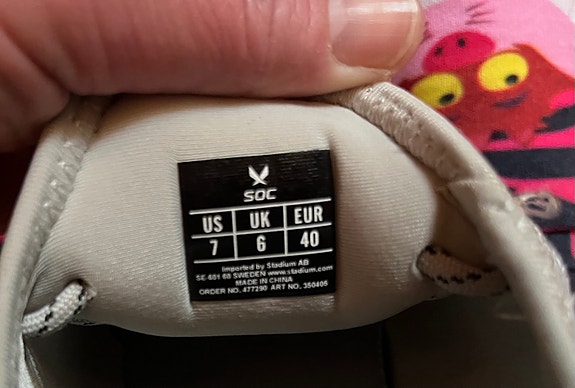 SOC
US UK EUR
7 6 40
Imported by Stadium AB
SE-601 60 SWEDEN www.stadium.com
MADE IN CHINA
ORDER NO. 477290 ART NO. 350405